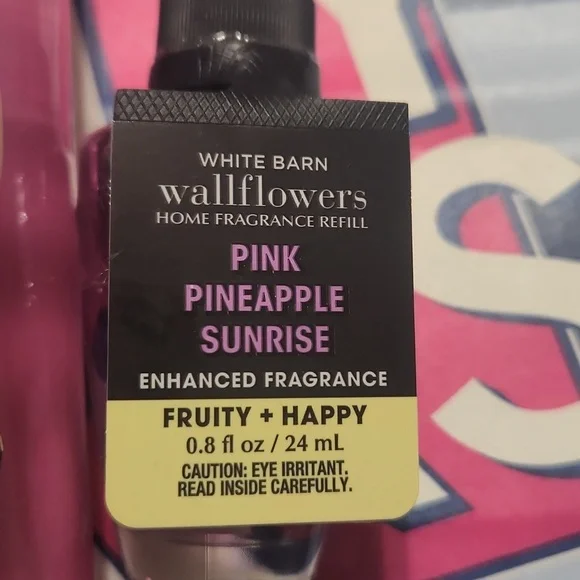 WHITE BARN
wallflowers
HOME FRAGRANCE REFILL
PINK
PINEAPPLE
SUNRISE
ENHANCED FRAGRANCE
FRUITY + HAPPY
0.8 fl oz / 24 mL
CAUTION: EYE IRRITANT.
READ INSIDE CAREFULLY.